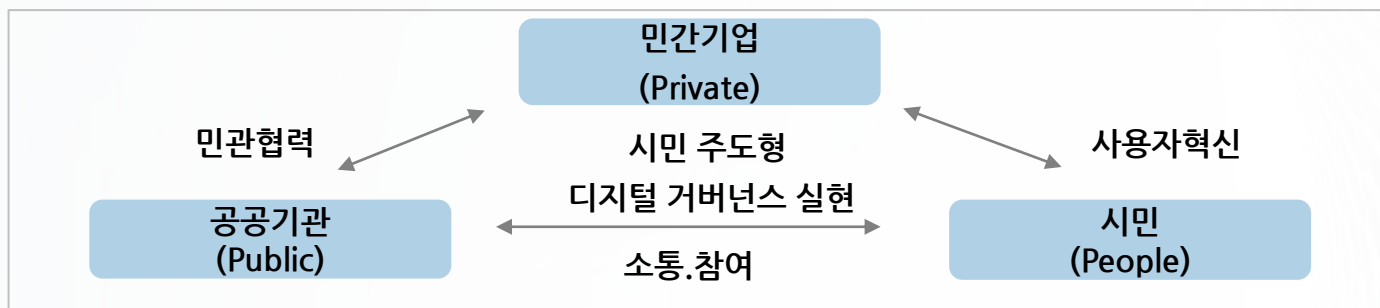 민간기업
(Private)
민관협력
시민 주도형
사용자혁신
디지털 거버넌스 실현
공공기관
(Public)
시민
(People)
소통.참여